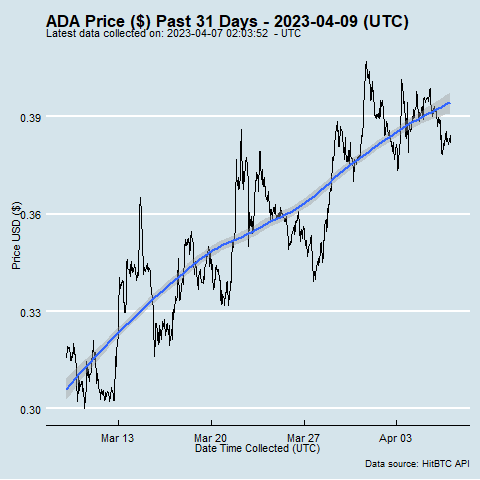 ADA Price ($) Past 31 Days - 2023-04-09 (UTC)
Latest data collected on: 2023-04-07 02:03:52 - UTC
0.39
0.36
0.33
0.30
Price USD ($)
Mar 13
Mar 20
Mar 27
Apr 03
Date Time Collected (UTC)
Data source: HitBTC API